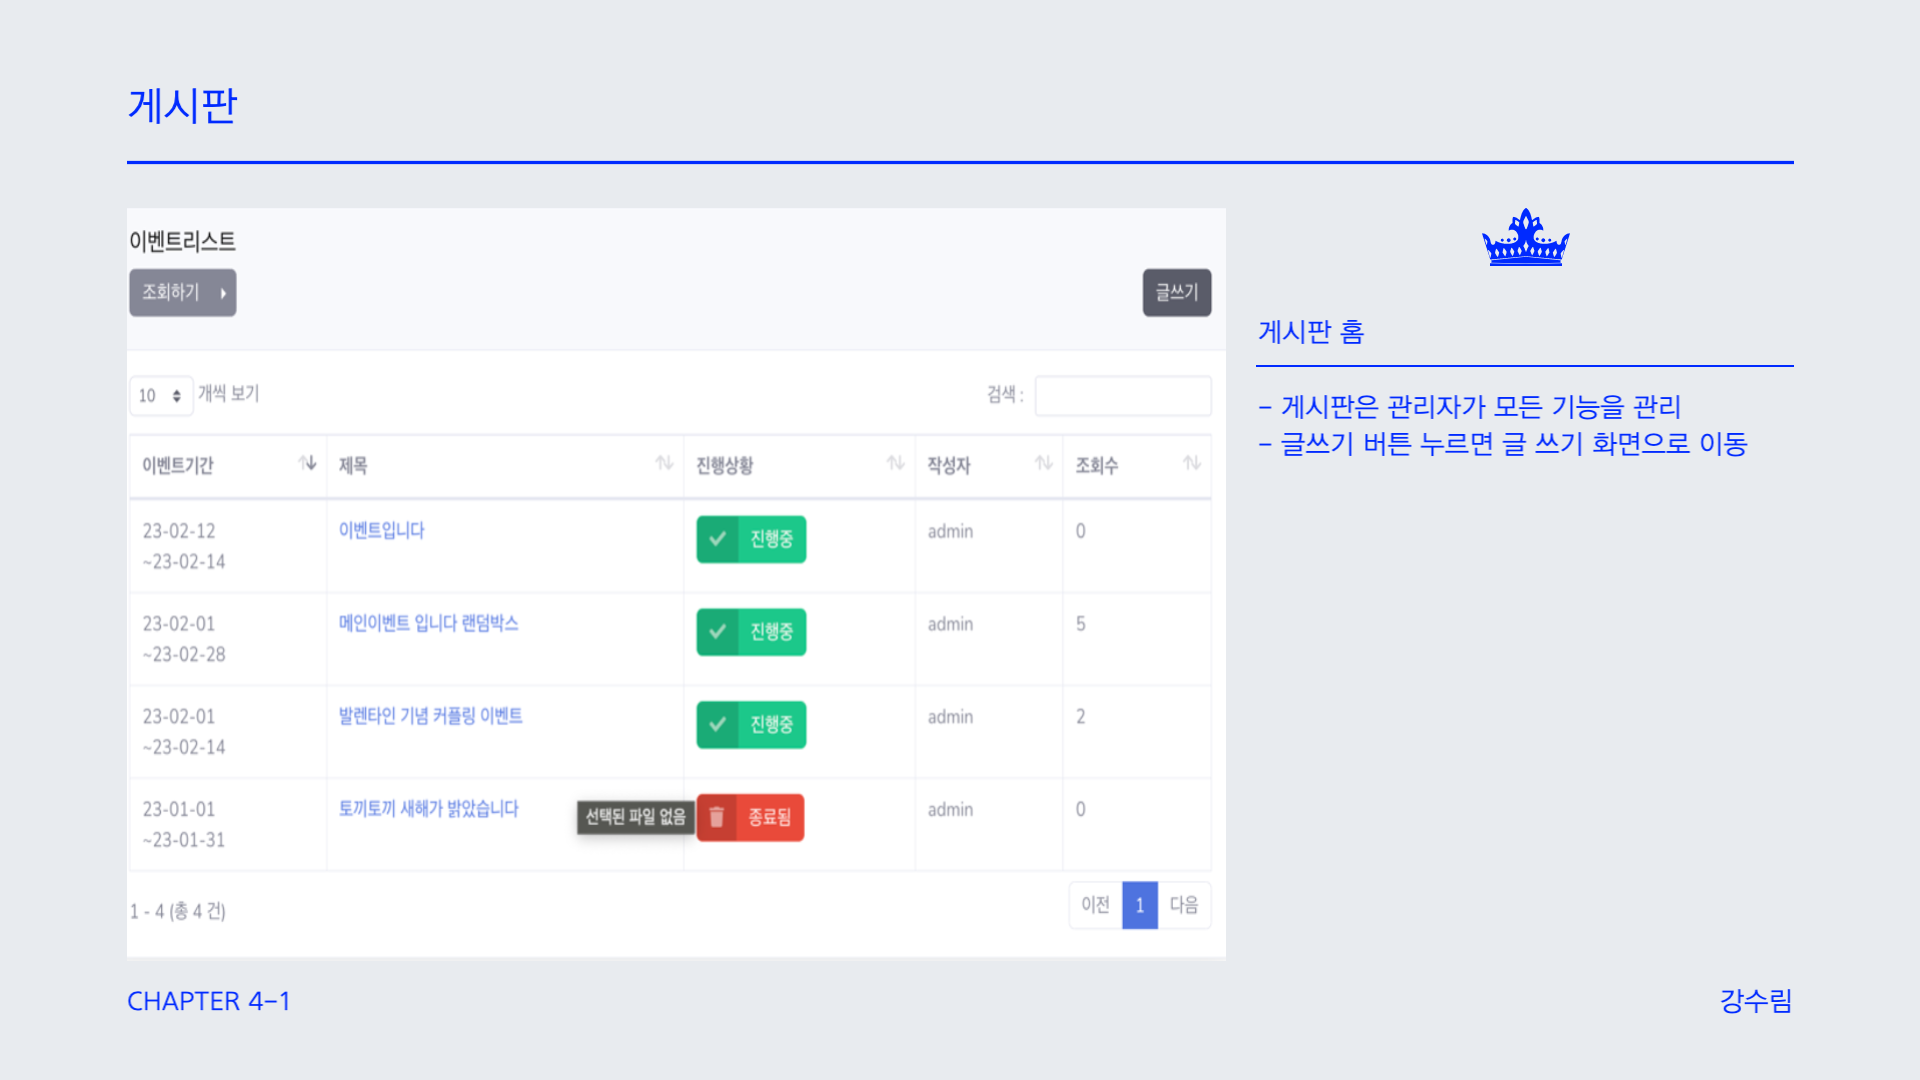 게시판
이벤트리스트
조회하기
글쓰기
10 개씩 보기
검색 :
이벤트기간 제목 진행상황 작성자 조회수
23-02-12
~23-02-14
이벤트입니다
진행중
admin
0
23-02-01
~23-02-28
메인이벤트 입니다 랜덤박스
진행중
admin
5
23-02-01
~23-02-14
발렌타인 기념 커플링 이벤트
진행중
admin
2
23-01-01
~23-01-31
토끼토끼 새해가 밝았습니다
선택된 파일 없음
종료됨
admin
0
1 - 4 (총 4 건)
이전 1 다음
게시판 홈
- 게시판은 관리자가 모든 기능을 관리
- 글쓰기 버튼 누르면 글 쓰기 화면으로 이동
CHAPTER 4-1
강수림